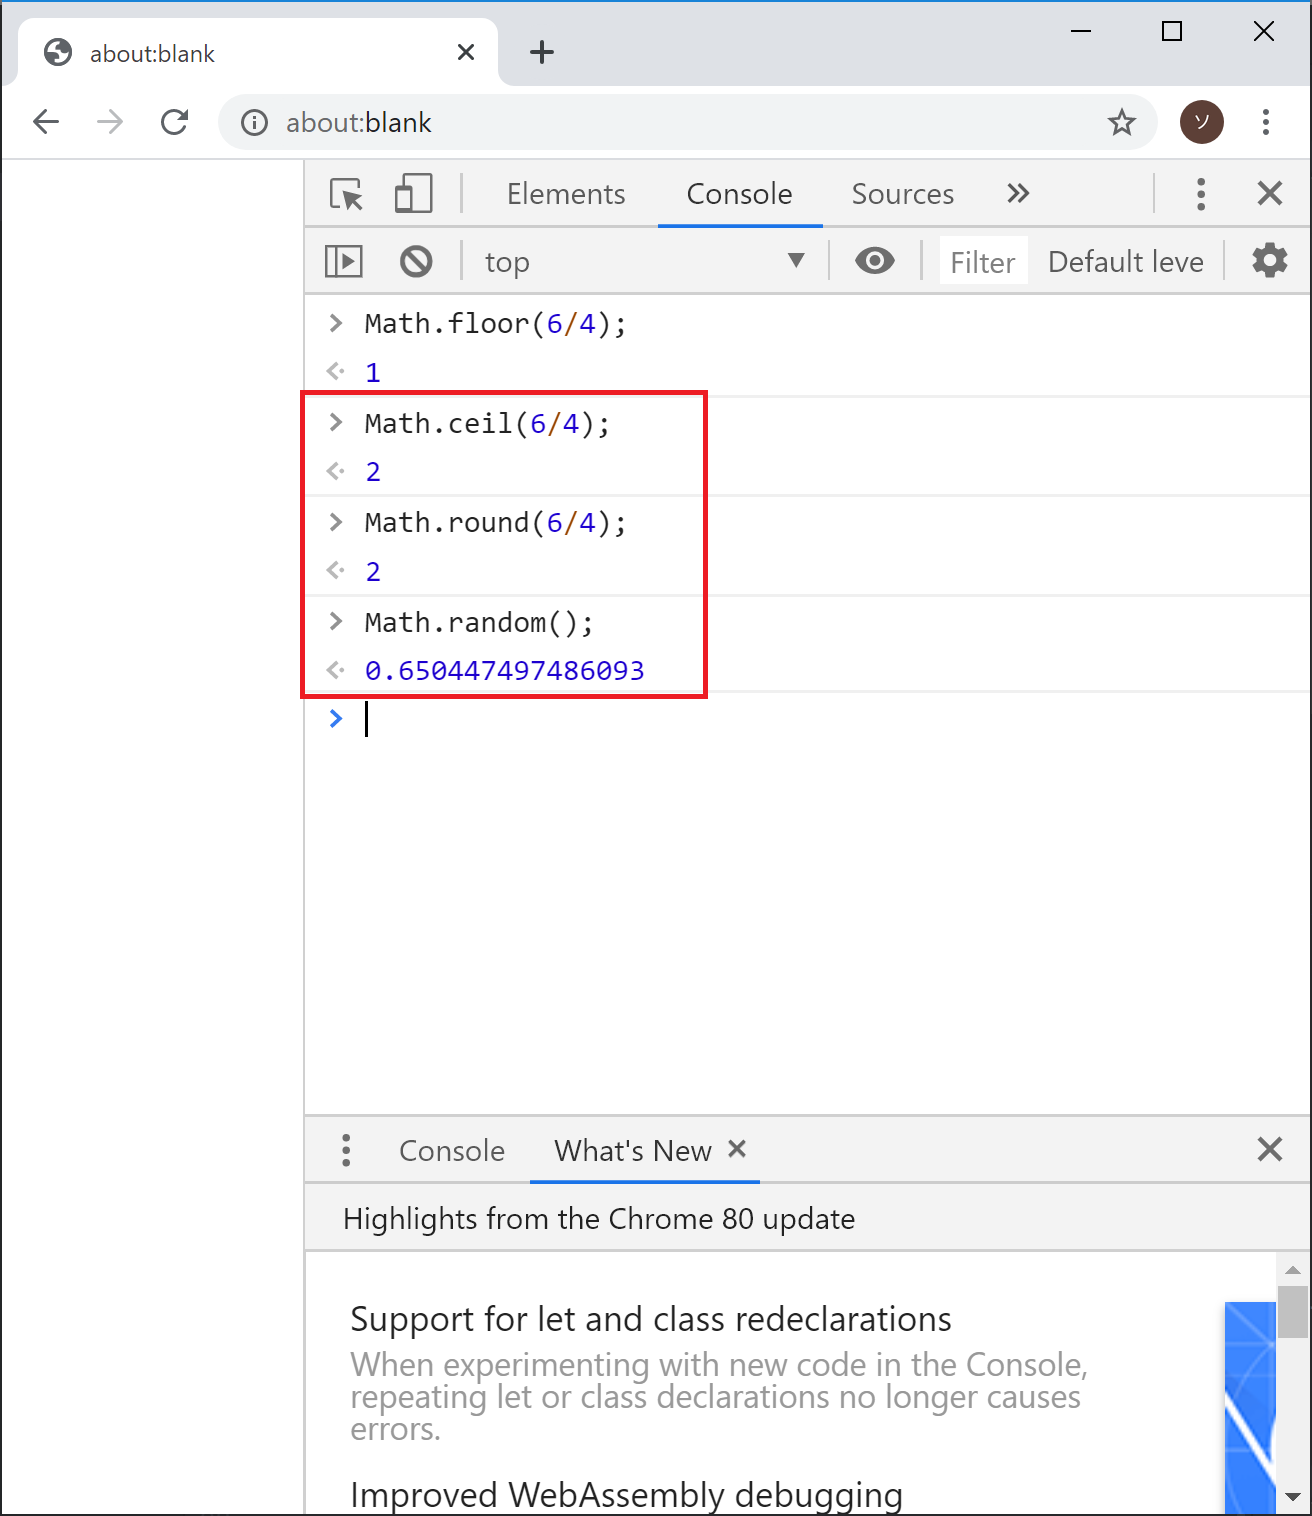 about:blank
about:blank
ソ
Elements Console Sources
top Filter Default leve
Math.floor(6/4);
1
Math.ceil(6/4);
2
Math.round(6/4);
2
Math.random();
0.650447497486093
Console What's New
Highlights from the Chrome 80 update
Support for let and class redeclarations
When experimenting with new code in the Console,
repeating let or class declarations no longer causes
errors.
Improved WebAssembly debugging